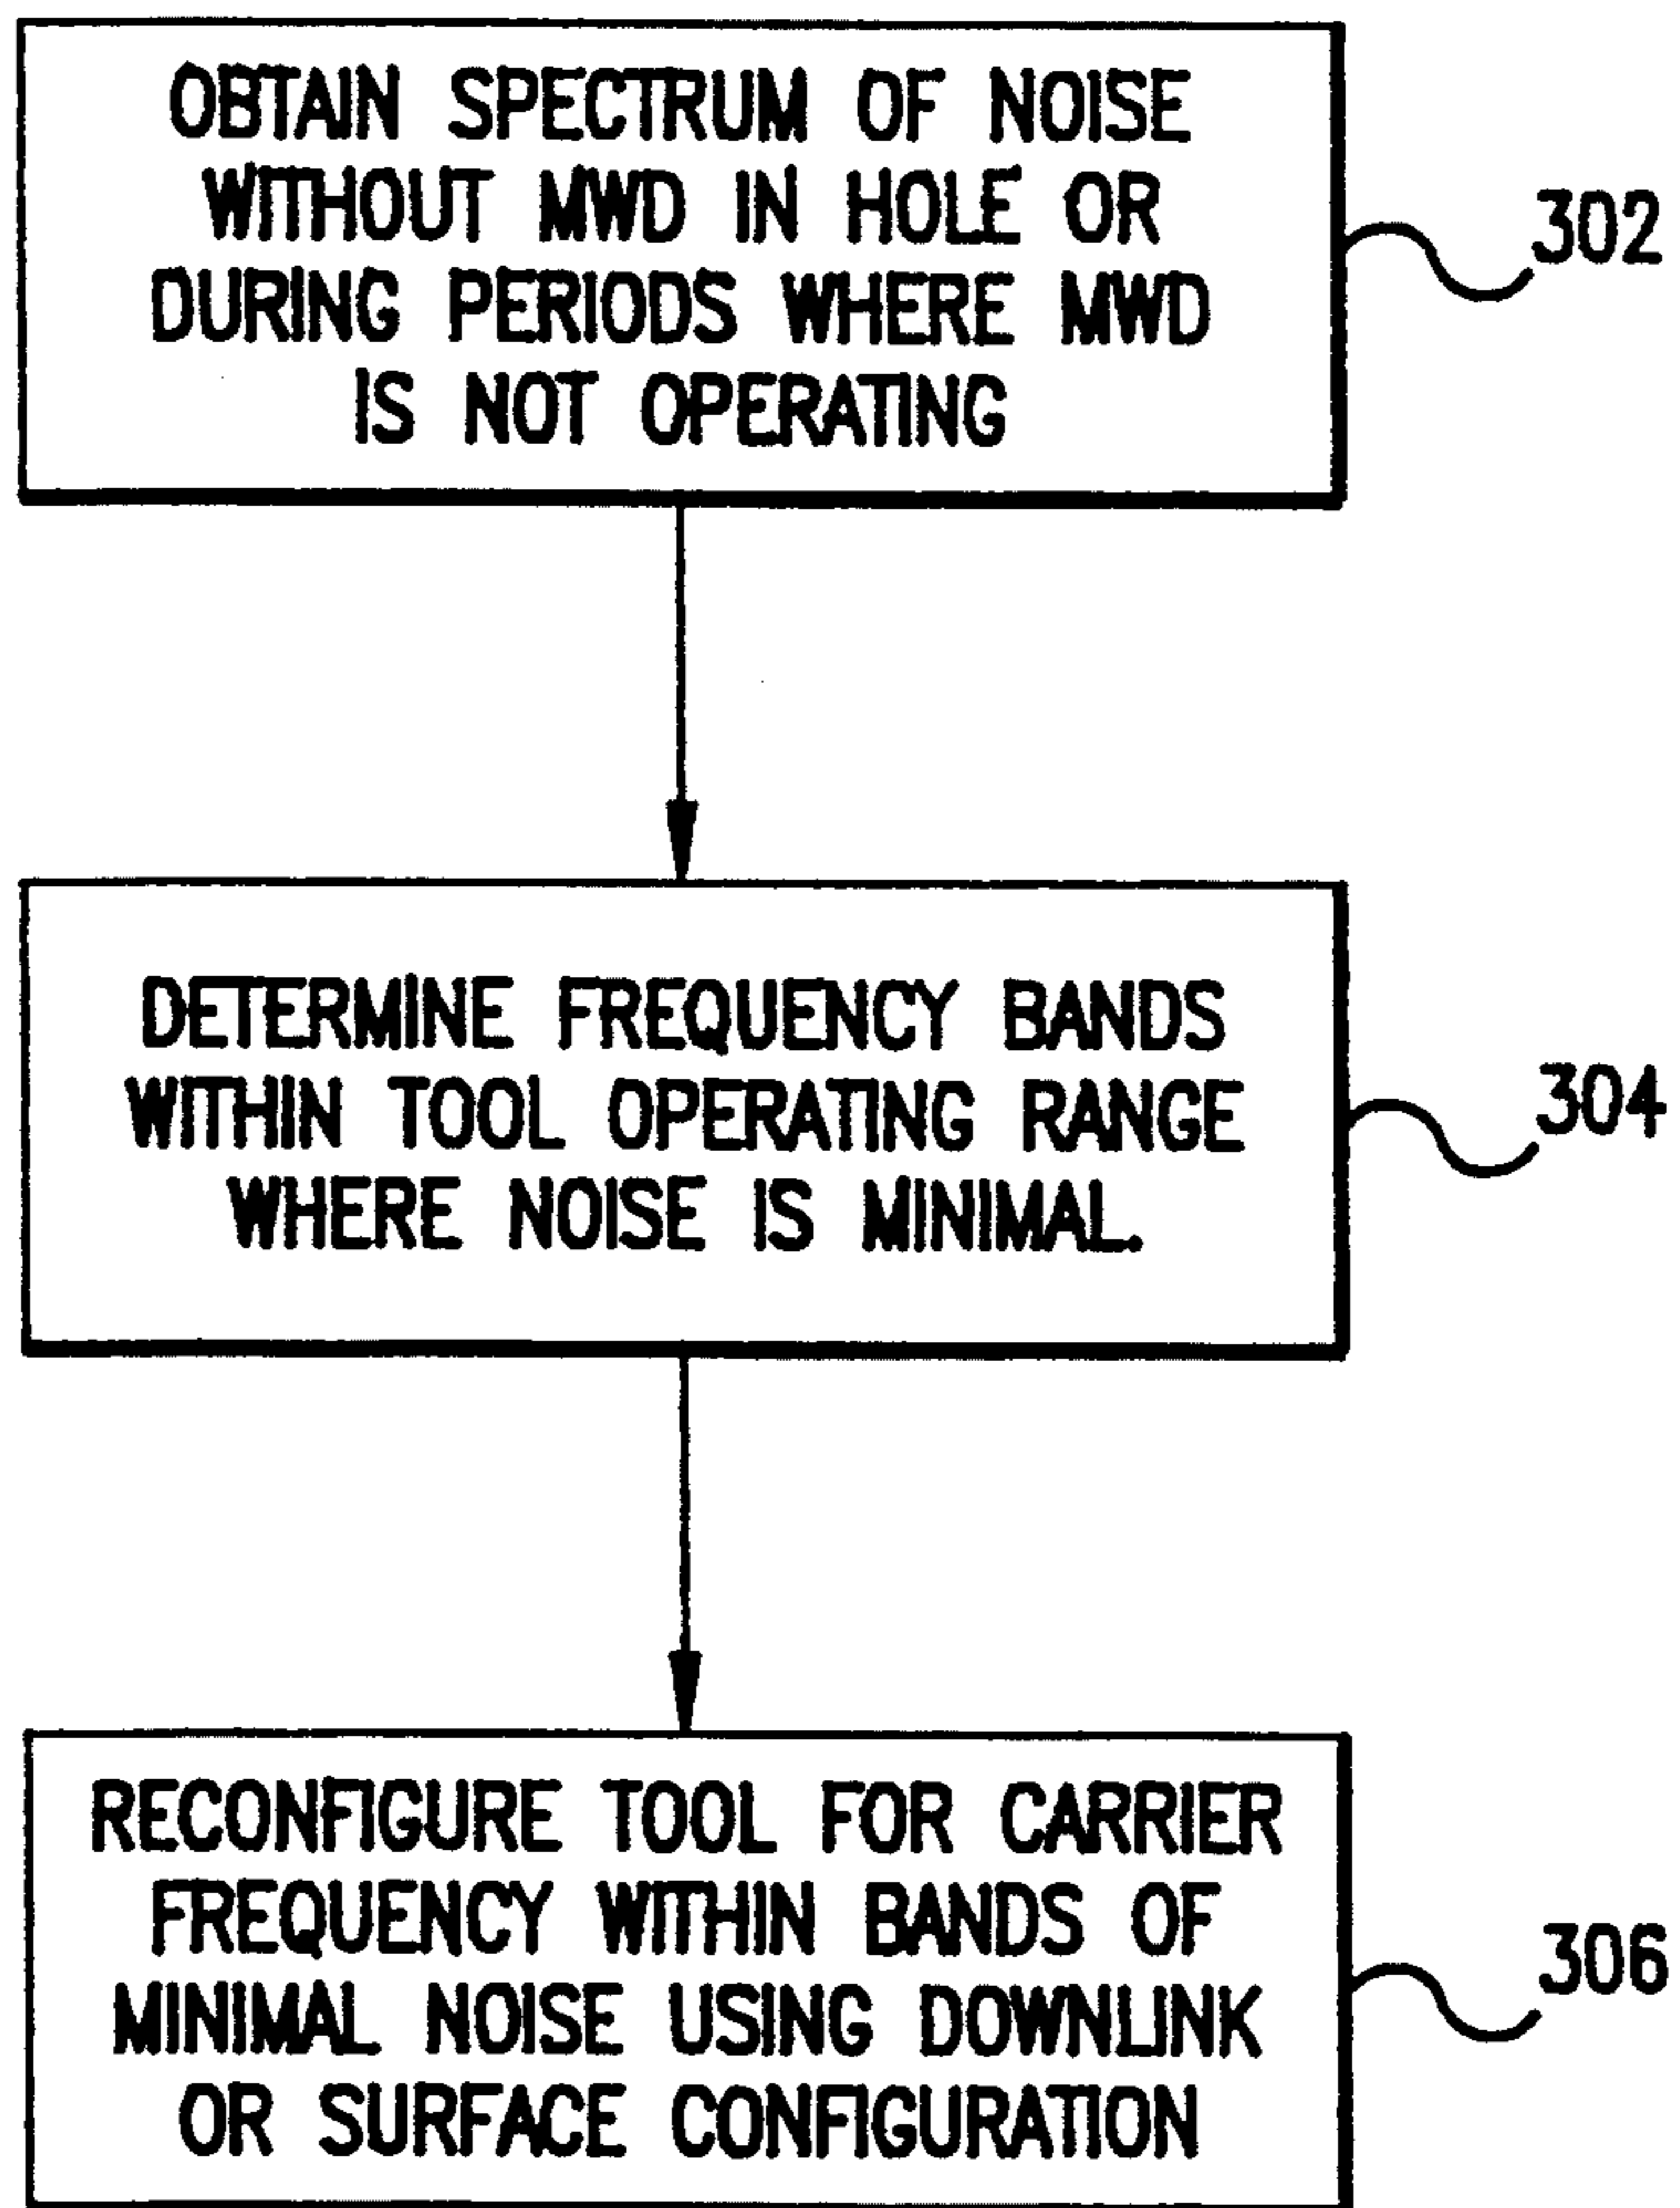 OBTAIN SPECTRUM OF NOISE
WITHOUT MWD IN HOLE OR
DURING PERIODS WHERE MWD
IS NOT OPERATING
302
DETERMINE FREQUENCY BANDS
WITHIN TOOL OPERATING RANGE
WHERE NOISE IS MINIMAL.
304
RECONFIGURE TOOL FOR CARRIER
FREQUENCY WITHIN BANDS OF
MINIMAL NOISE USING DOWNLINK
OR SURFACE CONFIGURATION
306